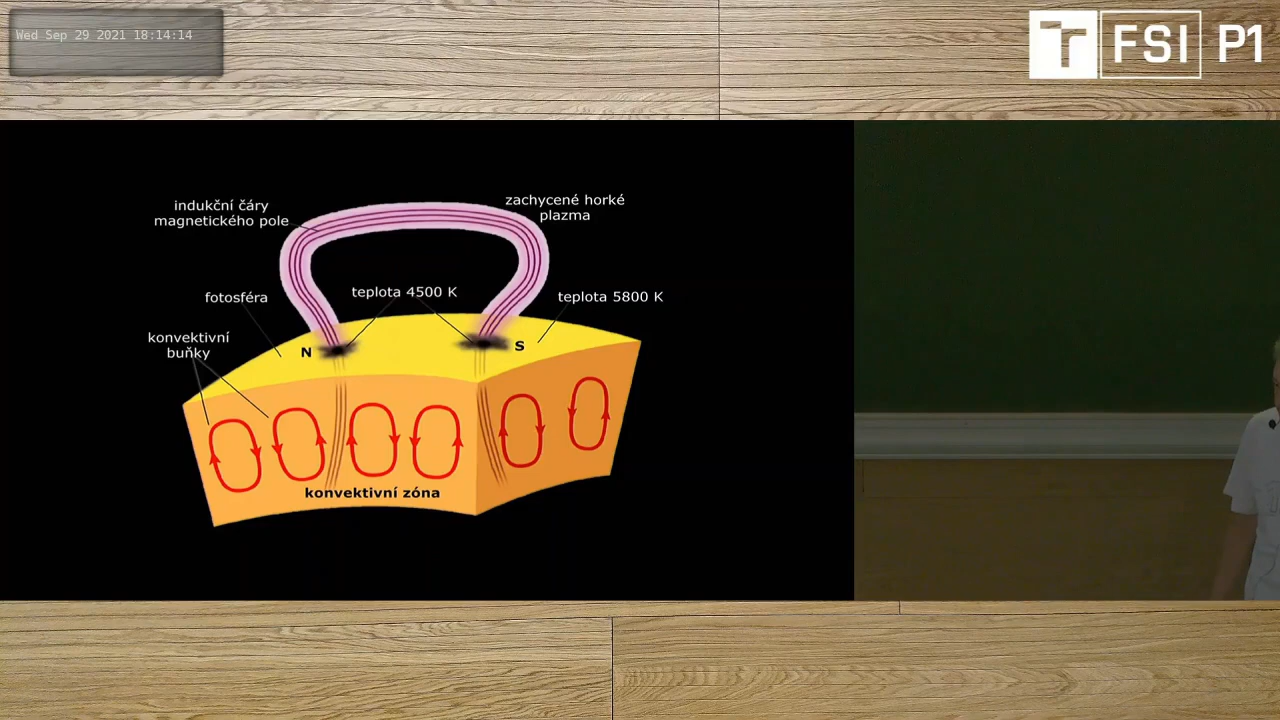 Wed Sep 29 2021 18:14:14
T FSI P1
indukční čáry
magnetického pole
zachycené horké
plazma
fotosféra
teplota 4500 K
teplota 5800 K
konvektivní
buňky
N
S
konvektivní zóna